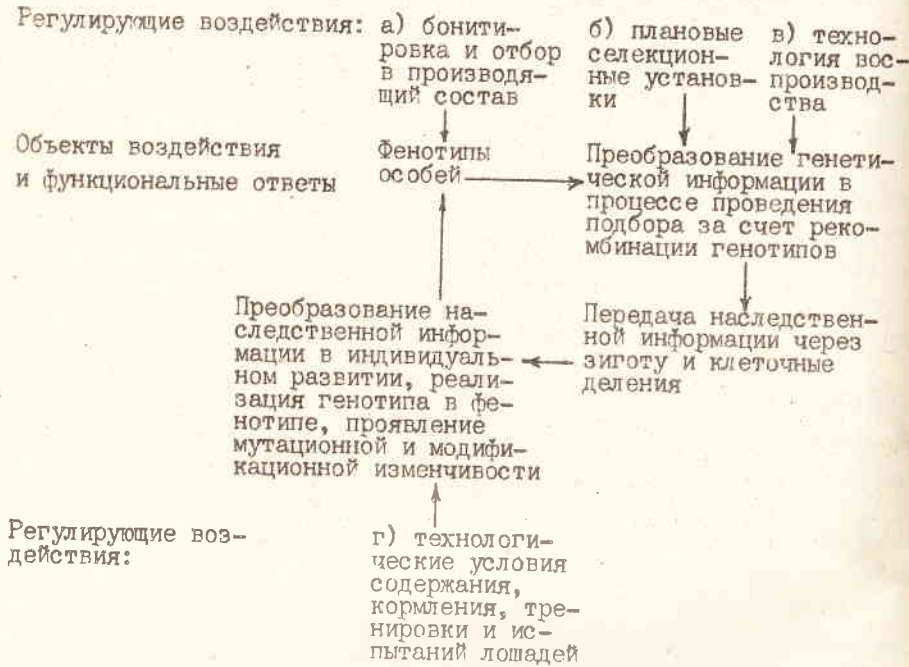 Регулирующие воздействия:
а) бонити-
ровка и отбор
в производя-
щий состав
б) плановые
селекцион-
ные установ-
ки
в) техно-
логия вос-
производ-
ства
Объекты воздействия
и функциональные ответы
Фенотипы
особей
Преобразование генети-
ческой информации в
процессе проведения
подбора за счет реко-
мбинации генотипов
Преобразование на-
следственной инфор-
мации в индивидуаль-
ном развитии, реали-
зация генотипа в фе-
нотипе, проявление
мутационной и модифи-
кационной изменчивости
Передача наследствен-
ной информации через
зиготу и клеточные
деления
Регулирующие воз-
действия:
г) технологи-
ческие условия
содержания,
кормления, тре-
нировки и ис-
пытаний лошадей